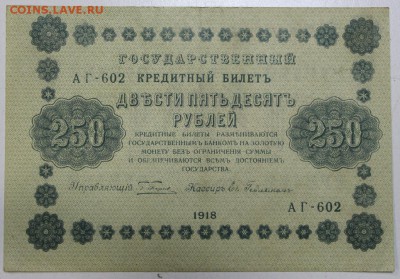 COINS.LAVE.RU
ГОСУДАРСТВЕННЫЙ
АГ-602 КРЕДИТНЫЙ БИЛЕТЪ
ДВѢСТИ ПЯТЬДЕСЯТЪ
РУБЛЕЙ
250 250
КРЕДИТНЫЕ БИЛЕТЫ РАЗМѢНИВАЮТСЯ
ГОСУДАРСТВЕННЫМЪ БАНКОМЪ НА ЗОЛОТУЮ
МОНЕТУ БЕЗЪ ОГРАНИЧЕНІЯ СУММЫ
И ОБЕЗПЕЧИВАЮТСЯ ВСѢМЪ ДОСТОЯНІЕМЪ
ГОСУДАРСТВА.
Управляющій Кассиръ
1918
АГ-602